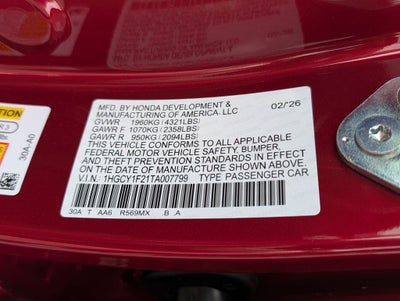 MFD. BY HONDA DEVELOPMENT &
MANUFACTURING OF AMERICA, LLC 02/'26
GVWR 1960KG (4321LBS)
GAWR F 1070KG (2358LBS)
GAWR R 950KG (2094LBS)
THIS VEHICLE CONFORMS TO ALL APPLICABLE
FEDERAL MOTOR VEHICLE SAFETY, BUMPER,
AND THEFT PREVENTION STANDARDS IN EFFECT
ON THE DATE OF MANUFACTURE SHOWN ABOVE.
V.I.N.: 1HGCY1F21TA007799 TYPE PASSENGER CAR
30A T AA6 R569MX B A
30A-A0